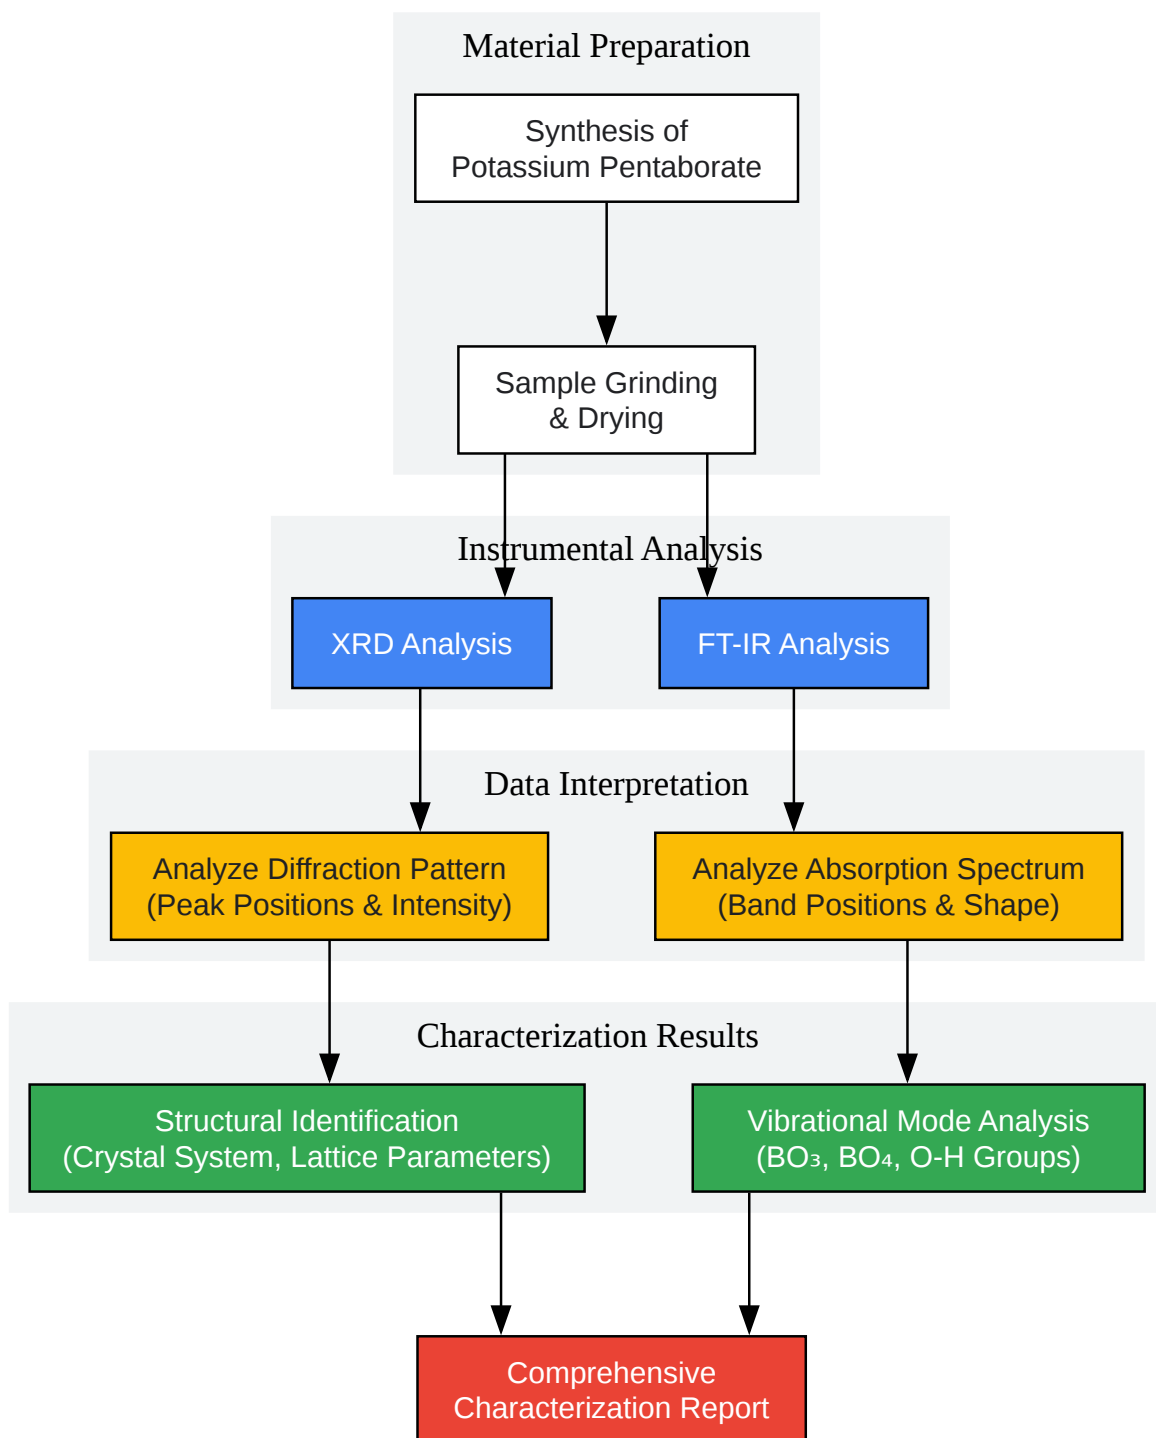 Material Preparation
Synthesis of
Potassium Pentaborate
Sample Grinding
& Drying
Instrumental Analysis
XRD Analysis
FT-IR Analysis
Data Interpretation
Analyze Diffraction Pattern
(Peak Positions & Intensity)
Analyze Absorption Spectrum
(Band Positions & Shape)
Characterization Results
Structural Identification
(Crystal System, Lattice Parameters)
Vibrational Mode Analysis
(BO₃, BO₄, O-H Groups)
Comprehensive
Characterization Report